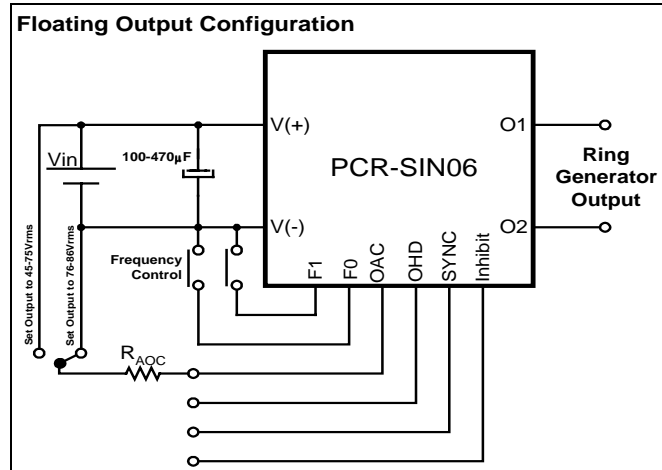 Floating Output Configuration
V(+)
O1
100-470µF
Vin
PCR-SIN06
Ring
Generator
Output
V(-)
O2
Frequency
Control
F1
F0
OAC
OHD
SYNC
Inhibit
Set Output to 45-75Vrms
Set Output to 76-86Vrms
RAOC